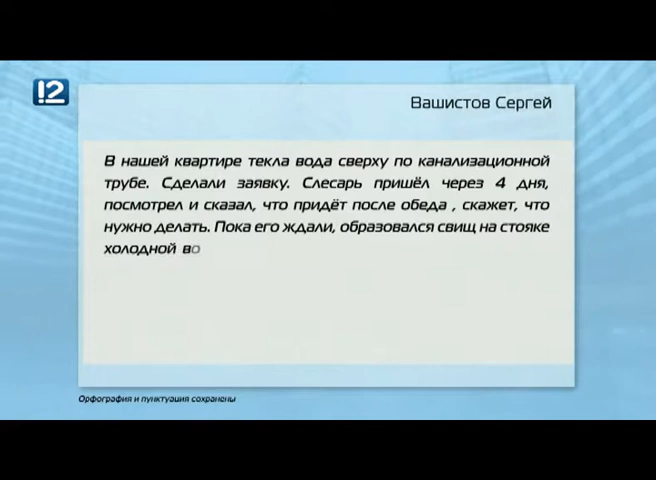 12
Вашистов Сергей
В нашей квартире текла вода сверху по канализационной
трубе. Сделали заявку. Слесарь пришёл через 4 дня,
посмотрел и сказал, что придёт после обеда , скажет, что
нужно делать. Пока его ждали, образовался свищ на стояке
холодной во
Орфография и пунктуация сохранены